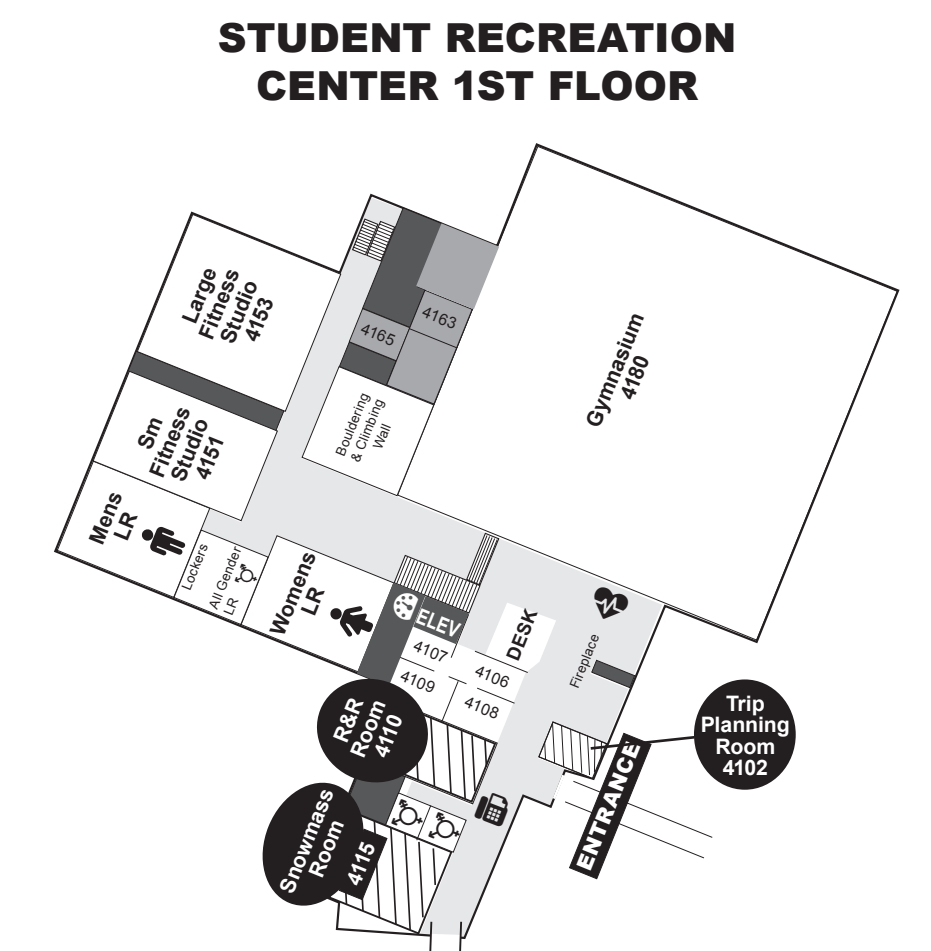 STUDENT RECREATION
CENTER 1ST FLOOR
Large
Fitness
Studio
4153
4163
4165
Gymnasium
4180
Bouldering
& Climbing
Wall
Sm
Fitness
Studio
4151
Mens
LR
Lockers
All Gender
LR
Womens
LR
ELEV
DESK
Fireplace
4107
4106
4109
4108
R&R
Room
4110
Trip
Planning
Room
4102
ENTRANCE
Snowmass
Room
4115